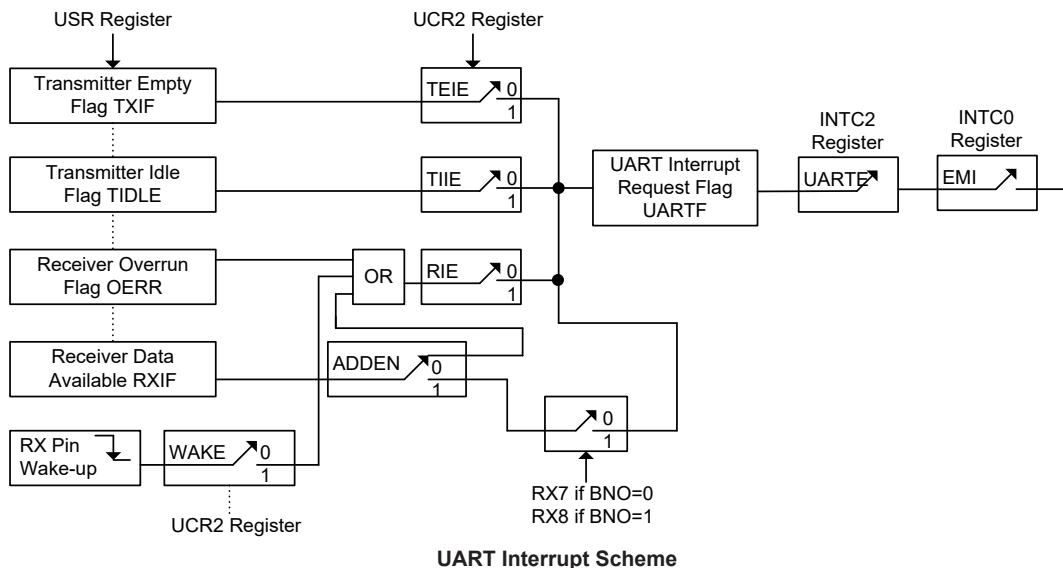 USR Register
UCR2 Register
Transmitter Empty
Flag TXIF
TEIE
0
1
INTC2
Register
INTC0
Register
Transmitter Idle
Flag TIDLE
TIIE
0
1
UART Interrupt
Request Flag
UARTF
UARTE
EMI
Receiver Overrun
Flag OERR
OR
RIE
0
1
Receiver Data
Available RXIF
ADDEN
0
1
0
1
RX Pin
Wake-up
WAKE
0
1
RX7 if BNO=0
RX8 if BNO=1
UCR2 Register
UART Interrupt Scheme